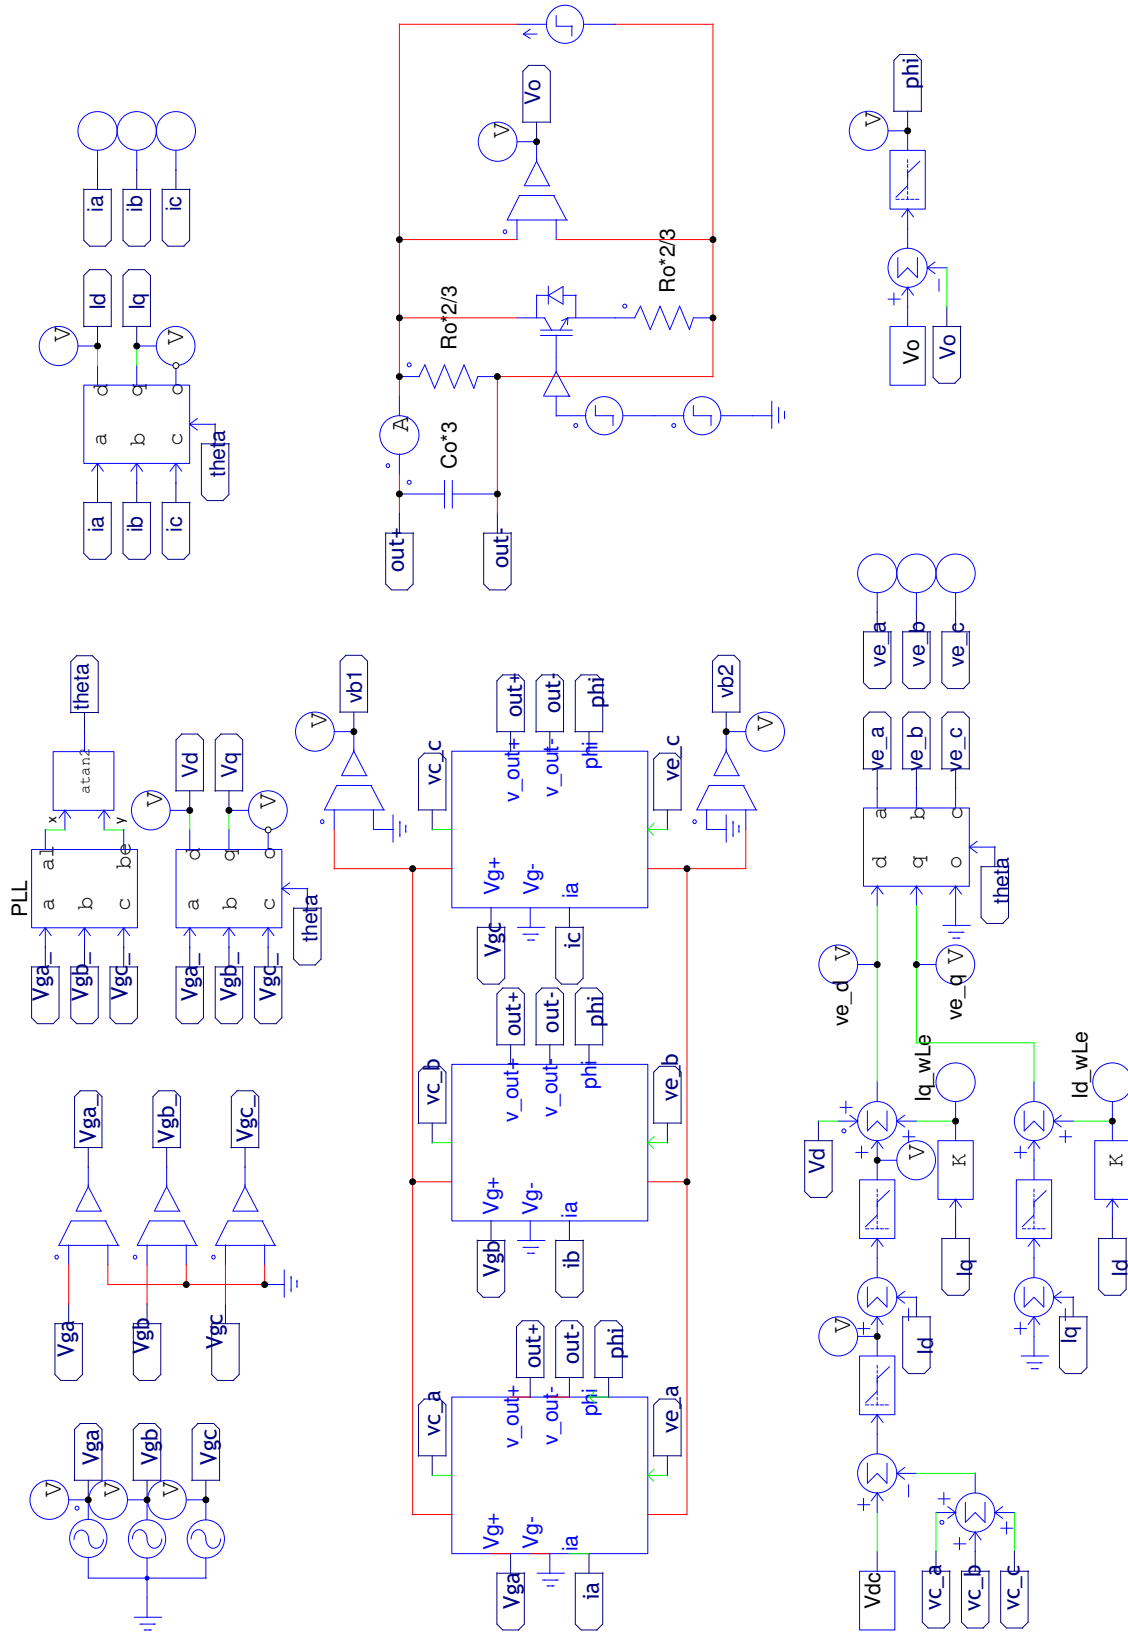 Vga
Vgb
Vgc
V
V
V
Vga
Vgb
Vgc
Vga_
Vgb_
Vgc_
PLL
Vga_
Vgb_
Vgc_
a
b
c
al
be
x
y
atan2
theta
Vga_
Vgb_
Vgc_
a
b
c
d
q
o
theta
V
V
Vd
Vq
ia
ib
ic
a
b
c
d
q
o
theta
V
V
Id
Iq
ia
ib
ic
vc_a
Vga
ia
Vg+
Vg-
ia
v_out+
v_out-
phi
out+
out-
phi
ve_a
vc_b
Vgb
ib
Vg+
Vg-
ia
v_out+
v_out-
phi
out+
out-
phi
ve_b
vc_c
Vgc
ic
Vg+
Vg-
ia
v_out+
v_out-
phi
out+
out-
phi
ve_c
V
vb1
V
vb2
out+
out-
A
Co*3
Ro*2/3
Ro*2/3
V
Vo
Vdc
vc_a
vc_b
vc_c
V
Id
Iq
V
Vd
Iq
K
Iq_wLe
Id
K
Id_wLe
V
ve_d
V
ve_q
d
q
o
a
b
c
theta
ve_a
ve_b
ve_c
ve_a
ve_b
ve_c
Vo
Vo
V
phi